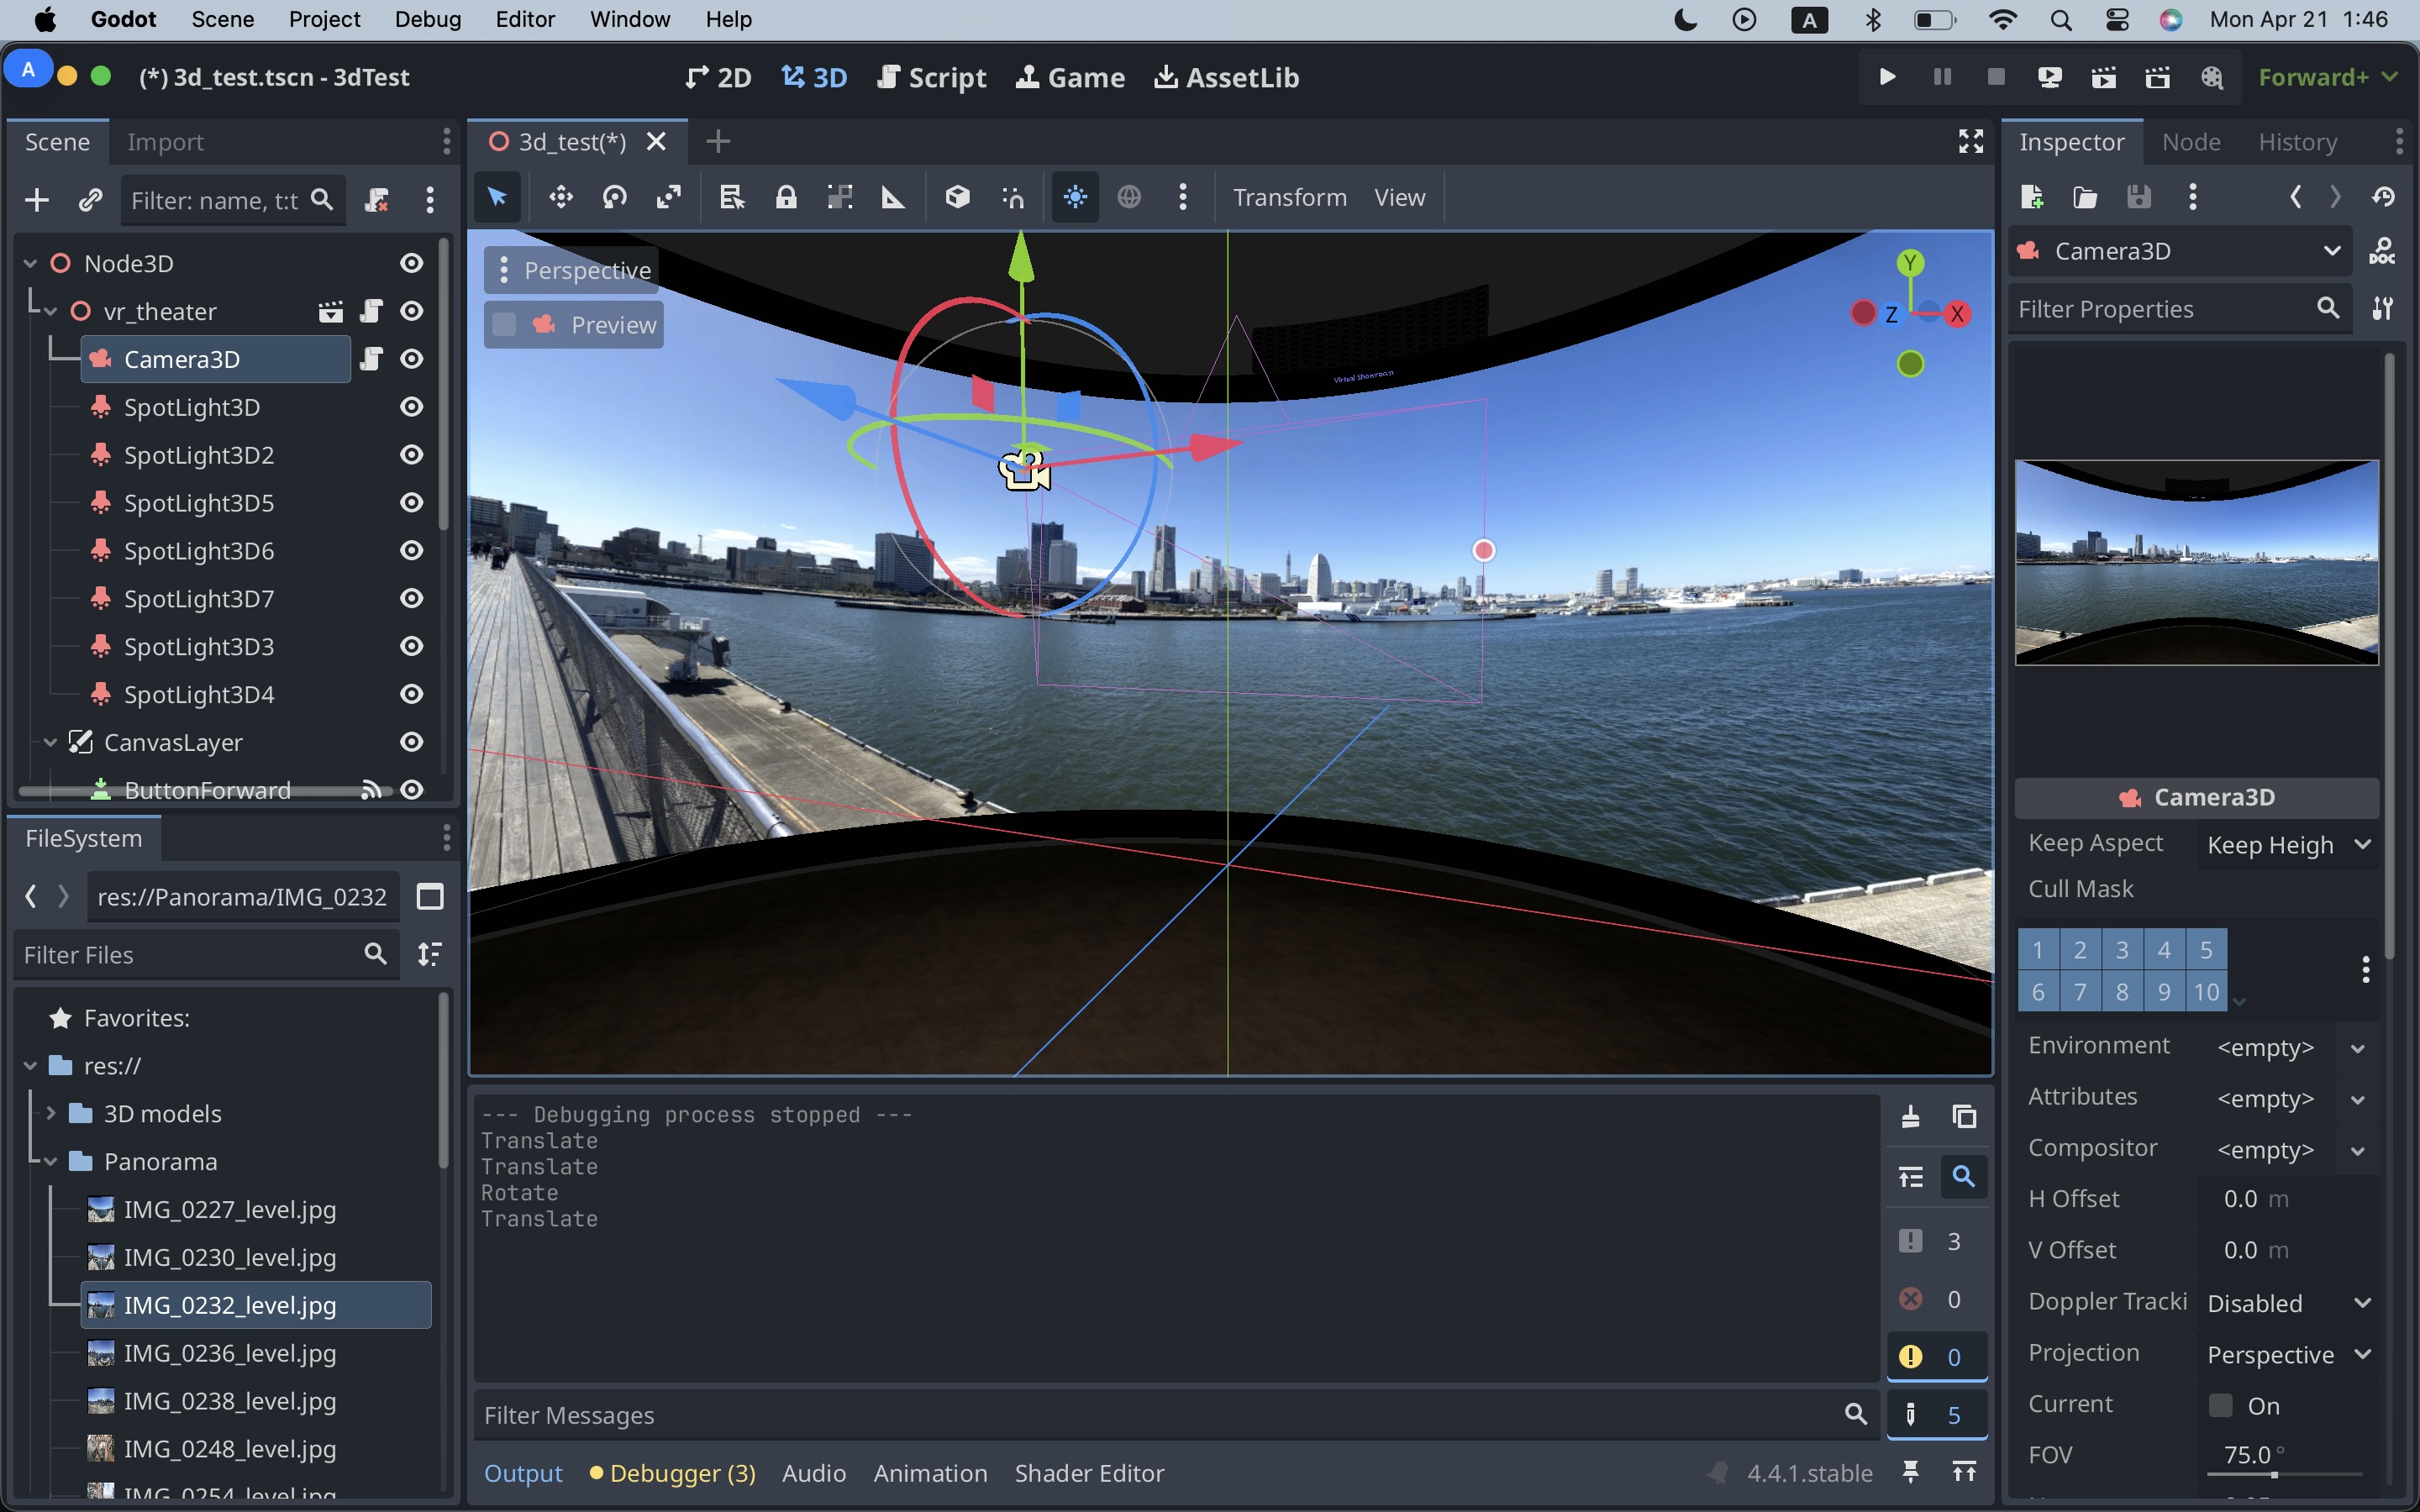 Godot Scene Project Debug Editor Window Help A Mon Apr 21 1:46
A (*) 3d_test.tscn - 3dTest 2D 3D Script Game AssetLib Forward+
Scene Import
Filter: name, t:t
Node3D
vr_theater
Camera3D
SpotLight3D
SpotLight3D2
SpotLight3D5
SpotLight3D6
SpotLight3D7
SpotLight3D3
SpotLight3D4
CanvasLayer
ButtonForward
FileSystem
res://Panorama/IMG_0232
Filter Files
Favorites:
res://
3D models
Panorama
IMG_0227_level.jpg
IMG_0230_level.jpg
IMG_0232_level.jpg
IMG_0236_level.jpg
IMG_0238_level.jpg
IMG_0248_level.jpg
IMG_0254_level.jpg
3d_test(*)
Transform View
Perspective
Preview
Virtual Showroom
Y
Z X
--- Debugging process stopped ---
Translate
Translate
Rotate
Translate
3
0
0
5
Filter Messages
Output Debugger (3) Audio Animation Shader Editor 4.4.1.stable
Inspector Node History
Camera3D DOC
Filter Properties
Camera3D
Keep Aspect Keep Heigh
Cull Mask
1 2 3 4 5
6 7 8 9 10
Environment <empty>
Attributes <empty>
Compositor <empty>
H Offset 0.0 m
V Offset 0.0 m
Doppler Tracki Disabled
Projection Perspective
Current On
FOV 75.0 °